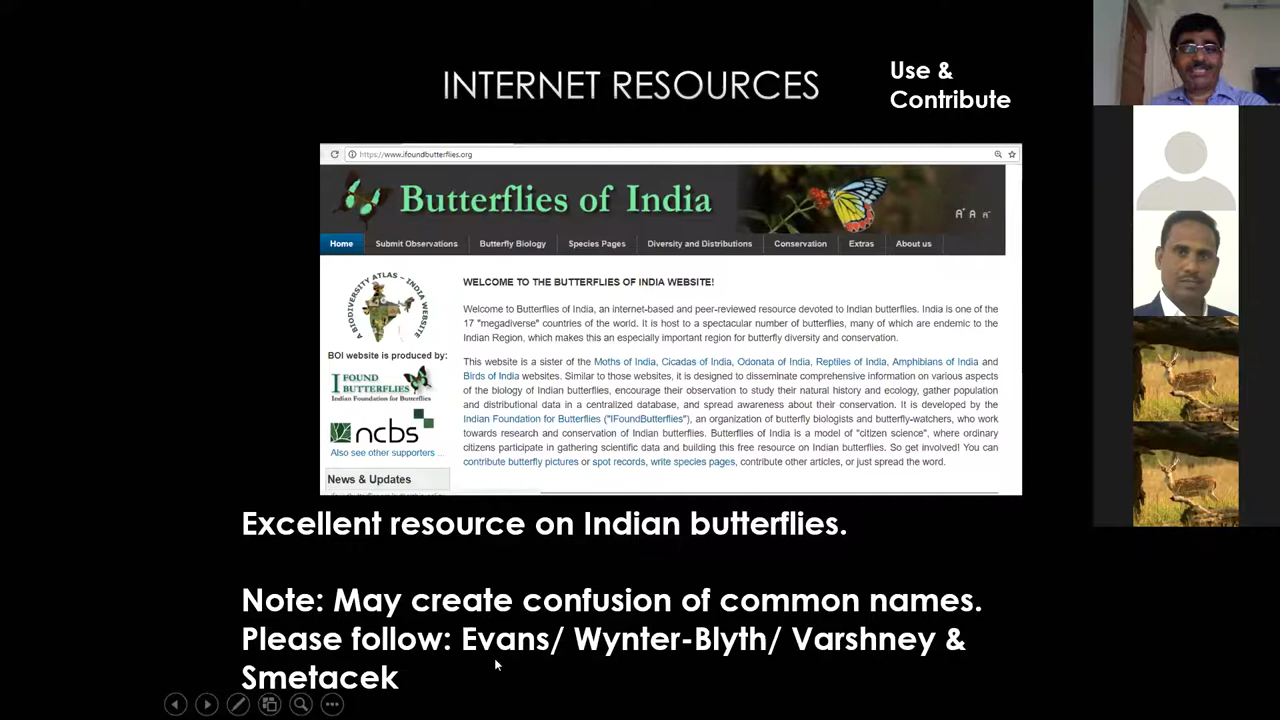 INTERNET RESOURCES
Use &
Contribute
https://www.ifoundbutterflies.org
Butterflies of India
A+ A A-
Home Submit Observations Butterfly Biology Species Pages Diversity and Distributions Conservation Extras About us
A BIODIVERSITY ATLAS – INDIA WEBSITE
BOI website is produced by:
I FOUND
BUTTERFLIES
Indian Foundation for Butterflies
ncbs
Also see other supporters ...
News & Updates
WELCOME TO THE BUTTERFLIES OF INDIA WEBSITE!
Welcome to Butterflies of India, an internet-based and peer-reviewed resource devoted to Indian butterflies. India is one of the
17 "megadiverse" countries of the world. It is host to a spectacular number of butterflies, many of which are endemic to the
Indian Region, which makes this an especially important region for butterfly diversity and conservation.
This website is a sister of the Moths of India, Cicadas of India, Odonata of India, Reptiles of India, Amphibians of India and
Birds of India websites. Similar to those websites, it is designed to disseminate comprehensive information on various aspects
of the biology of Indian butterflies, encourage their observation to study their natural history and ecology, gather population
and distributional data in a centralized database, and spread awareness about their conservation. It is developed by the
Indian Foundation for Butterflies ("IFoundButterflies"), an organization of butterfly biologists and butterfly-watchers, who work
towards research and conservation of Indian butterflies. Butterflies of India is a model of "citizen science", where ordinary
citizens participate in gathering scientific data and building this free resource on Indian butterflies. So get involved! You can
contribute butterfly pictures or spot records, write species pages, contribute other articles, or just spread the word.
Excellent resource on Indian butterflies.
Note: May create confusion of common names.
Please follow: Evans/ Wynter-Blyth/ Varshney &
Smetacek